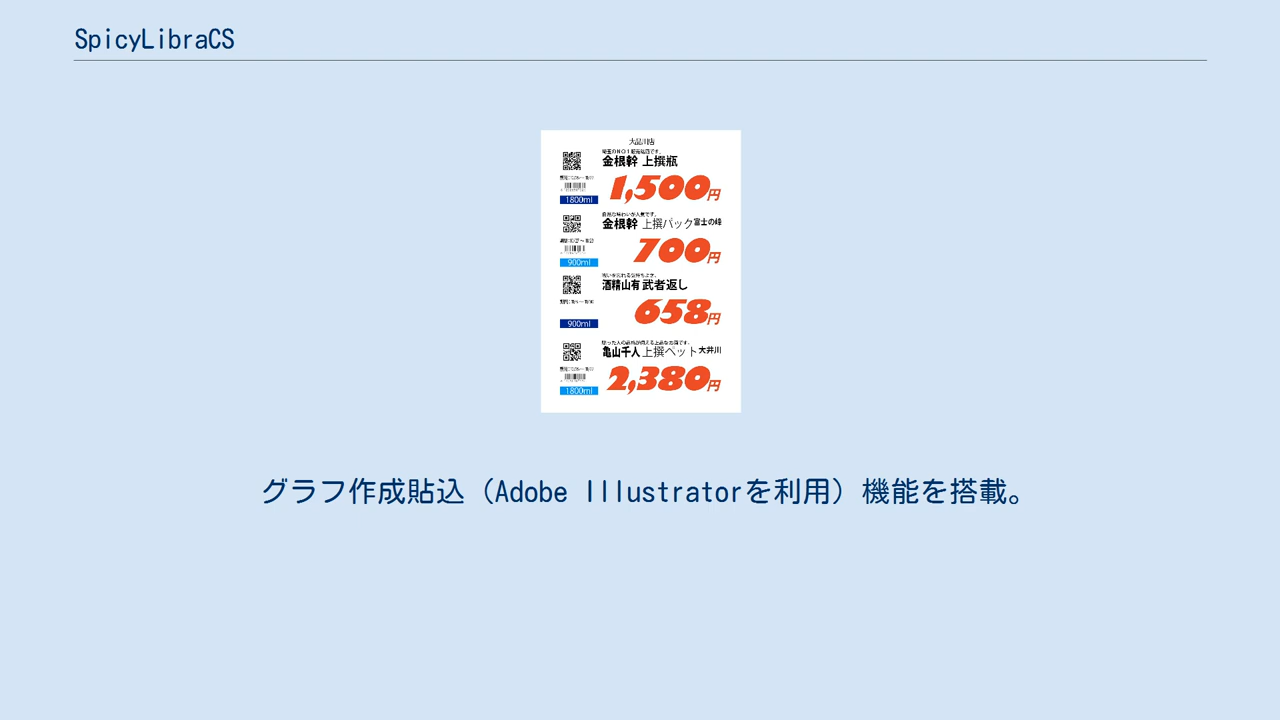 SpicyLibraCS
大品川店
金根幹 上撰瓶
1,500円
1800ml
金根幹 上撰パック富士の峰
700円
900ml
酒精山有 武者返し
658円
900ml
亀山千人 上撰ペット大井川
2,380円
1800ml
グラフ作成貼込（Adobe Illustratorを利用）機能を搭載。